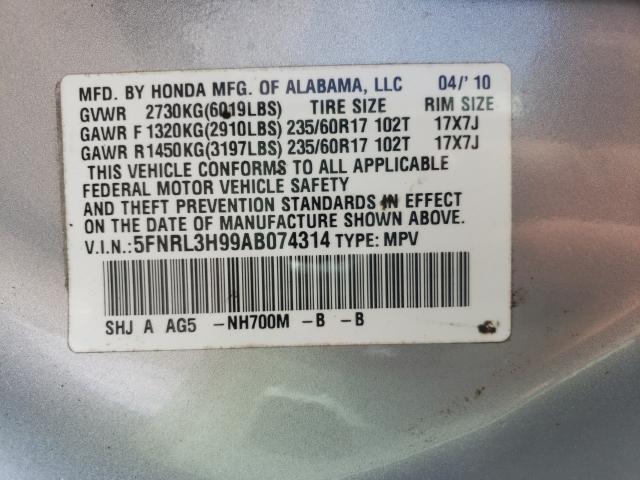 MFD. BY HONDA MFG. OF ALABAMA, LLC 04/' 10
GVWR 2730KG(6019LBS) TIRE SIZE RIM SIZE
GAWR F1320KG(2910LBS) 235/60R17 102T 17X7J
GAWR R1450KG(3197LBS) 235/60R17 102T 17X7J
THIS VEHICLE CONFORMS TO ALL APPLICABLE
FEDERAL MOTOR VEHICLE SAFETY
AND THEFT PREVENTION STANDARDS IN EFFECT
ON THE DATE OF MANUFACTURE SHOWN ABOVE.
V.I.N.:5FNRL3H99AB074314 TYPE: MPV
SHJ A AG5 -NH700M -B -B